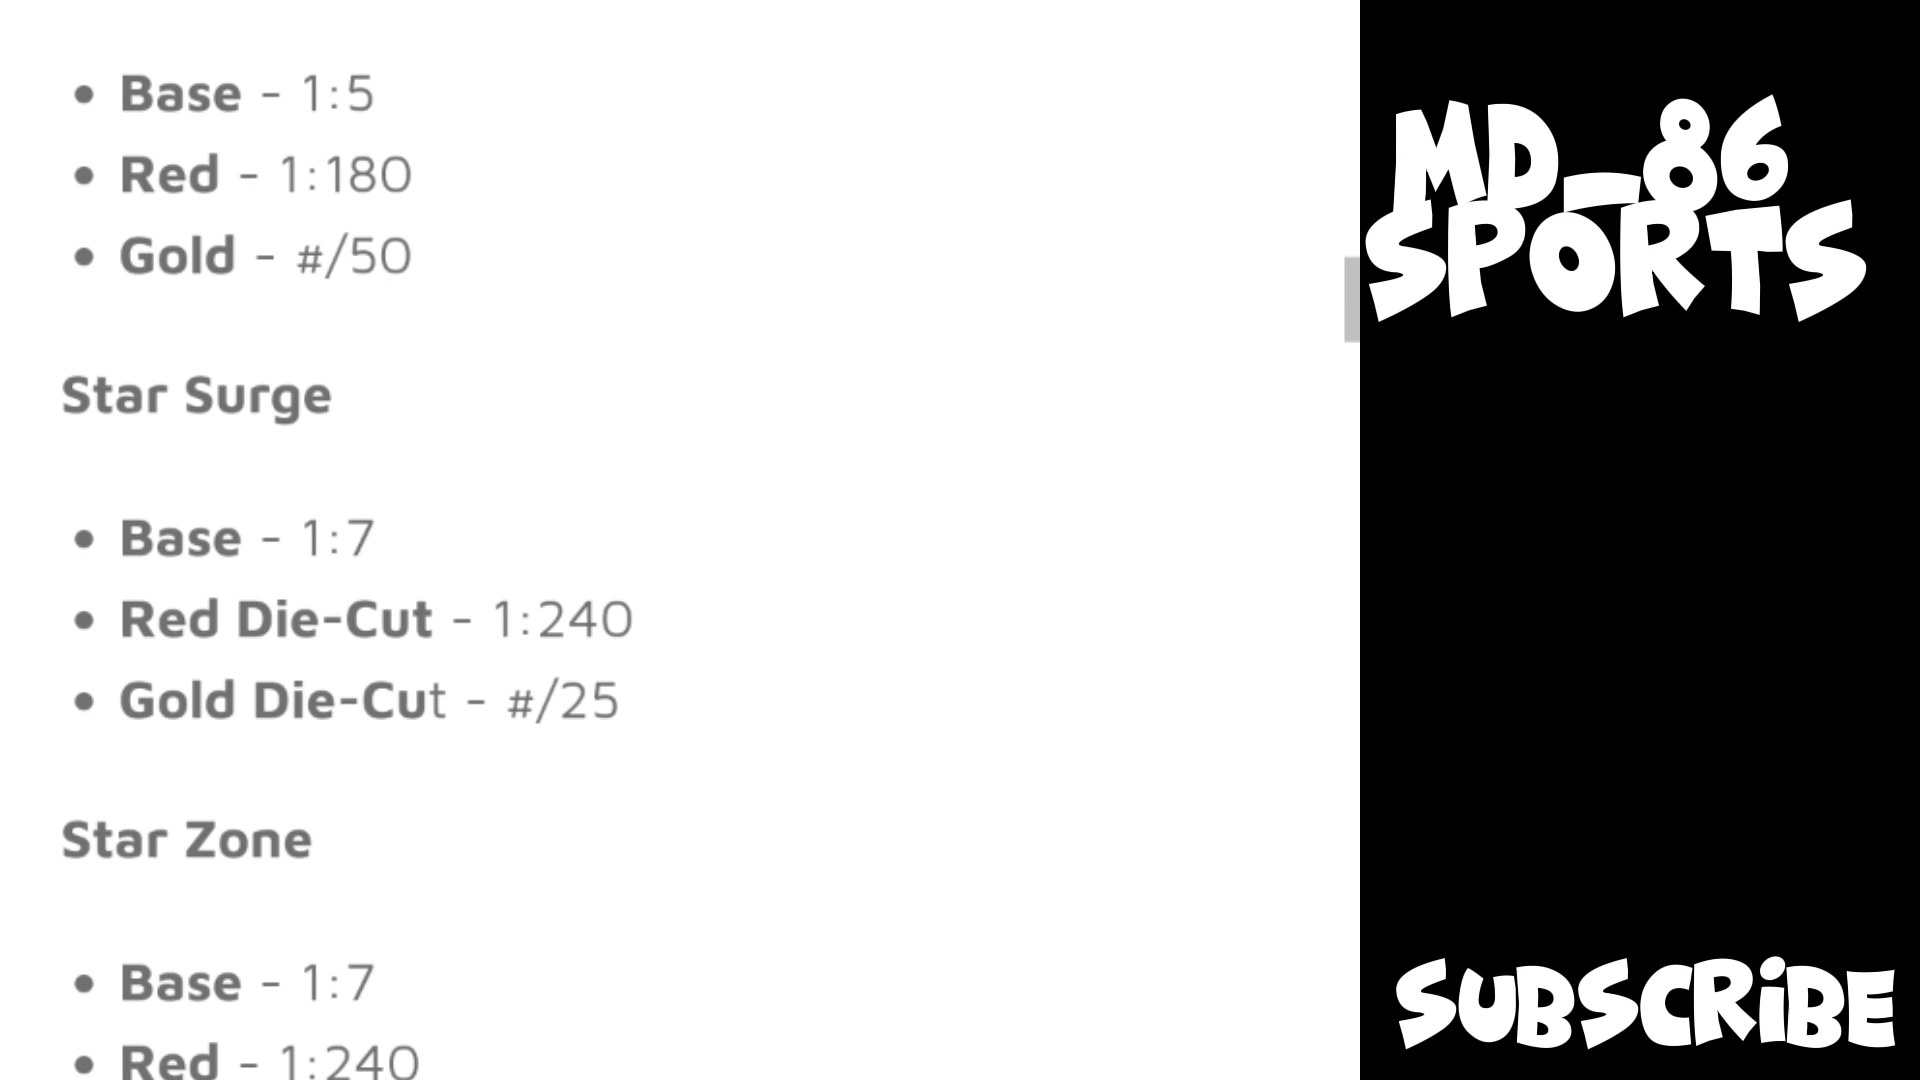 • Base - 1:5
• Red - 1:180
• Gold - #/50
Star Surge
• Base - 1:7
• Red Die-Cut - 1:240
• Gold Die-Cut - #/25
Star Zone
• Base - 1:7
• Red - 1:240
MD_86
SPORTS
SUBSCRiBE